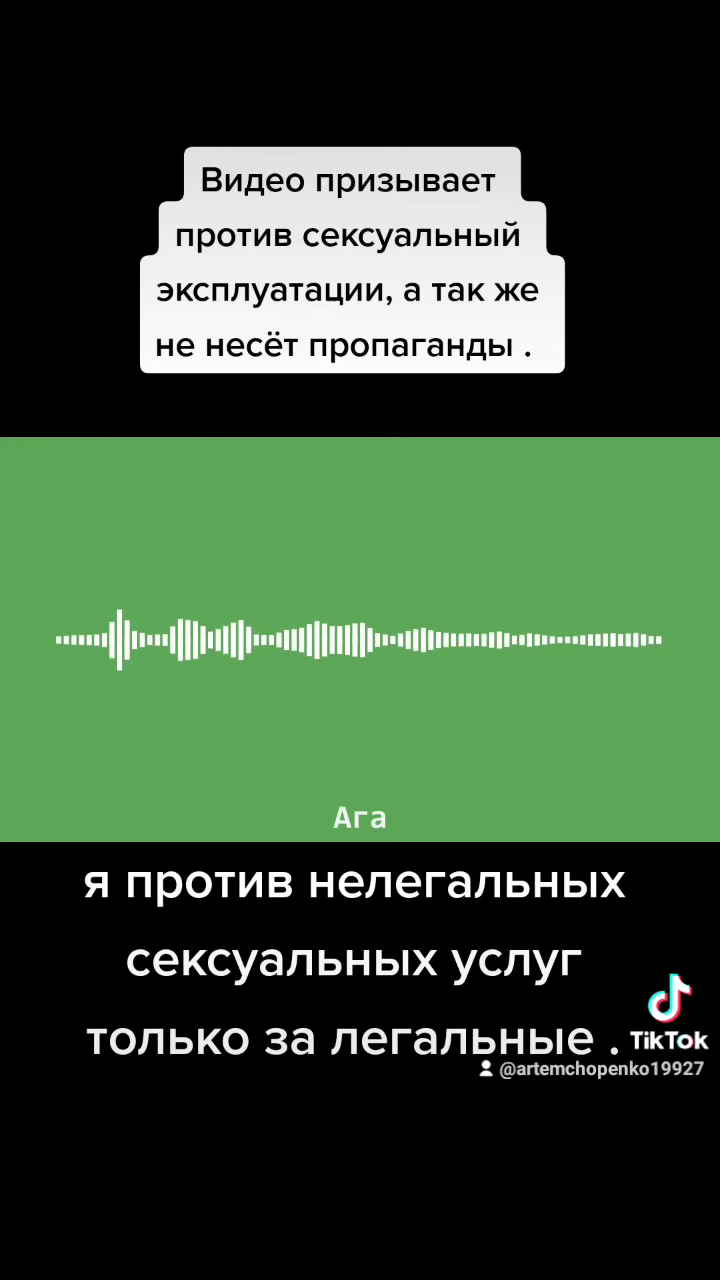 Видео призывает
против сексуальный
эксплуатации, а так же
не несёт пропаганды .
Ага
я против нелегальных
сексуальных услуг
только за легальные .
TikTok
@artemchopenko19927